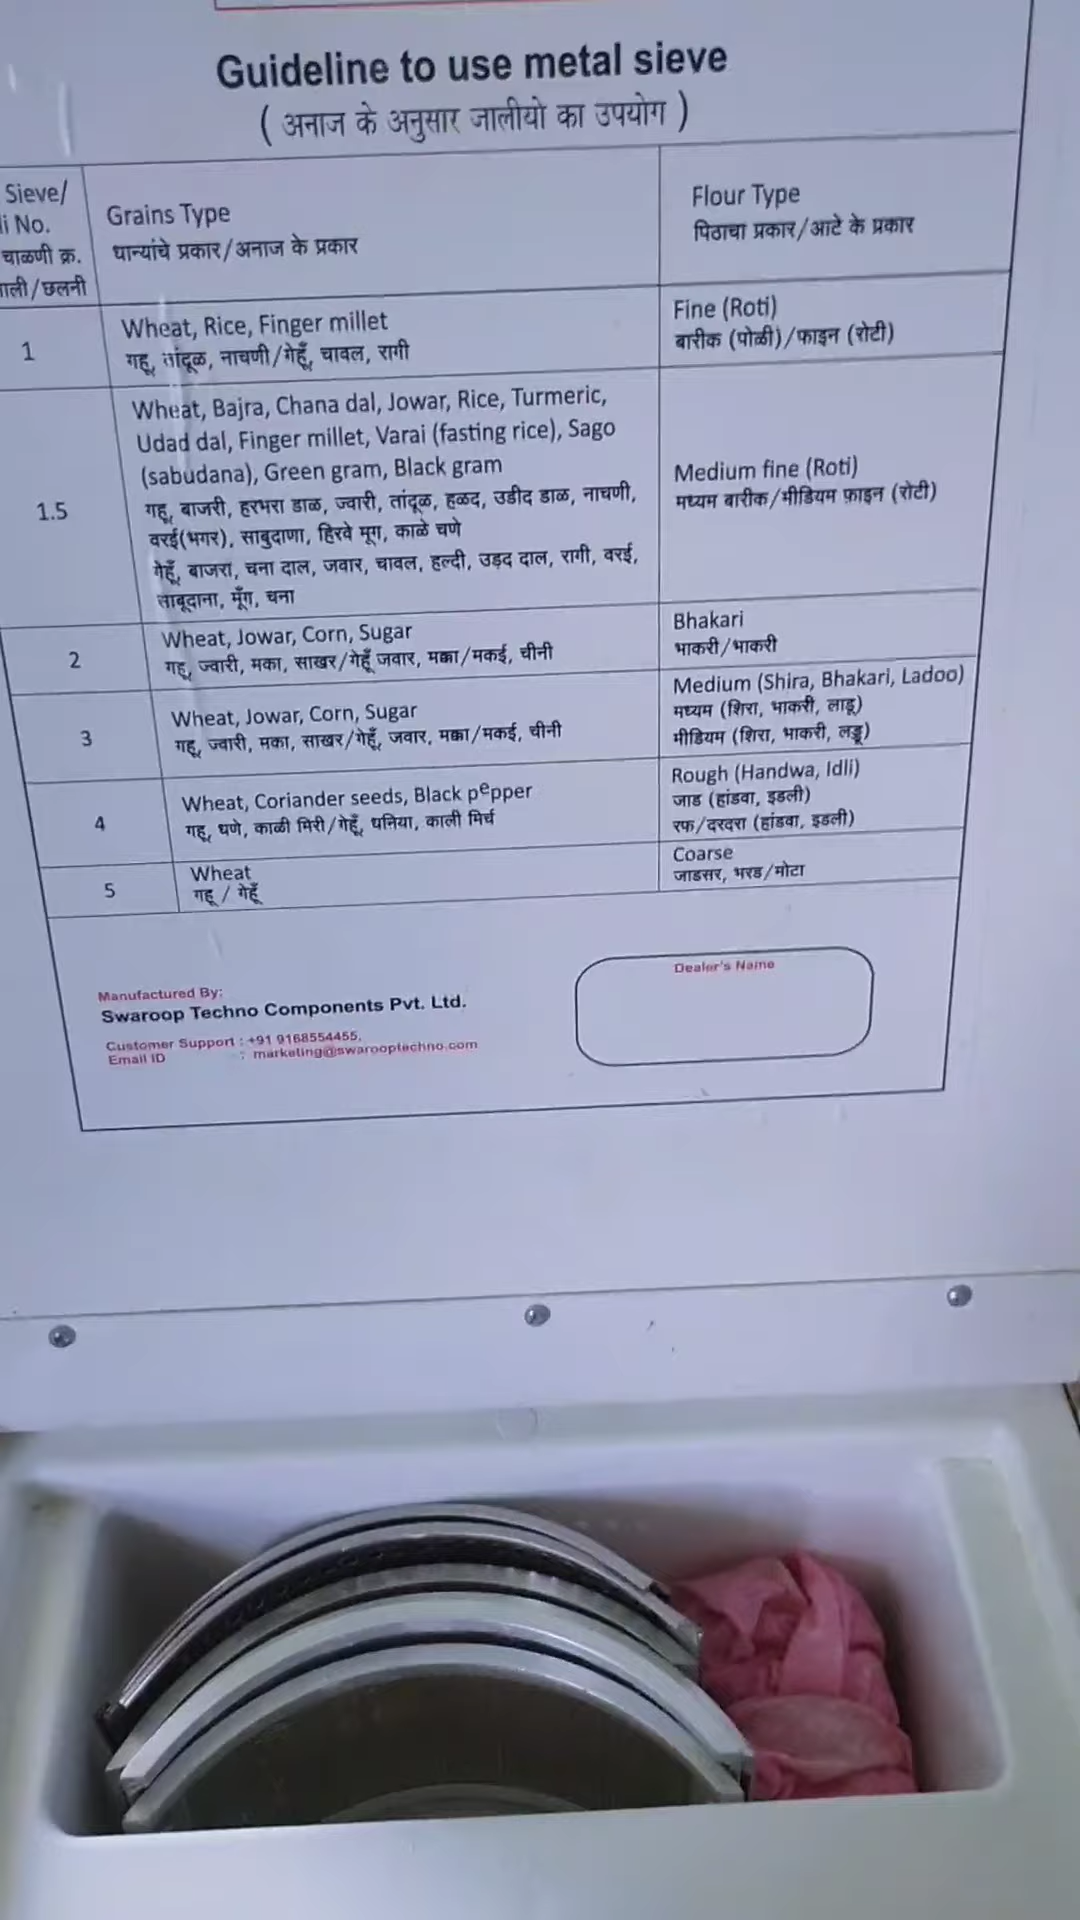 Guideline to use metal sieve
( अनाज के अनुसार जालीयो का उपयोग )
Sieve/
No.
चाळणी क्र.
/छलनी
Grains Type
धान्यांचे प्रकार/अनाज के प्रकार
Flour Type
पिठाचा प्रकार/आटे के प्रकार
1
Wheat, Rice, Finger millet
गहू, तांदूळ, नाचणी/गेहूँ, चावल, रागी
Fine (Roti)
बारीक (पोळी)/फाइन (रोटी)
1.5
Wheat, Bajra, Chana dal, Jowar, Rice, Turmeric,
Udad dal, Finger millet, Varai (fasting rice), Sago
(sabudana), Green gram, Black gram
गहू, बाजरी, हरभरा डाळ, ज्वारी, तांदूळ, हळद, उडीद डाळ, नाचणी,
वरई(भगर), साबुदाणा, हिरवे मूग, काळे चणे
गेहूँ, बाजरा, चना दाल, जवार, चावल, हल्दी, उड़द दाल, रागी, वरई,
साबूदाना, मूँग, चना
Medium fine (Roti)
मध्यम बारीक/मीडियम फ़ाइन (रोटी)
2
Wheat, Jowar, Corn, Sugar
गहू, ज्वारी, मका, साखर/गेहूँ जवार, मक्का/मकई, चीनी
Bhakari
भाकरी/भाकरी
3
Wheat, Jowar, Corn, Sugar
गहू, ज्वारी, मका, साखर/गेहूँ, जवार, मक्का/मकई, चीनी
Medium (Shira, Bhakari, Ladoo)
मध्यम (शिरा, भाकरी, लाडू)
मीडियम (शिरा, भाकरी, लड्डू)
4
Wheat, Coriander seeds, Black pepper
गहू, धणे, काळी मिरी/गेहूँ, धनिया, काली मिर्च
Rough (Handwa, Idli)
जाड (हांडवा, इडली)
रफ/दरदरा (हांडवा, इडली)
5
Wheat
गहू / गेहूँ
Coarse
जाडसर, भरड/मोटा
Manufactured By:
Swaroop Techno Components Pvt. Ltd.
Customer Support : +91 9168554455,
Email ID : marketing@swarooptechno.com
Dealer's Name